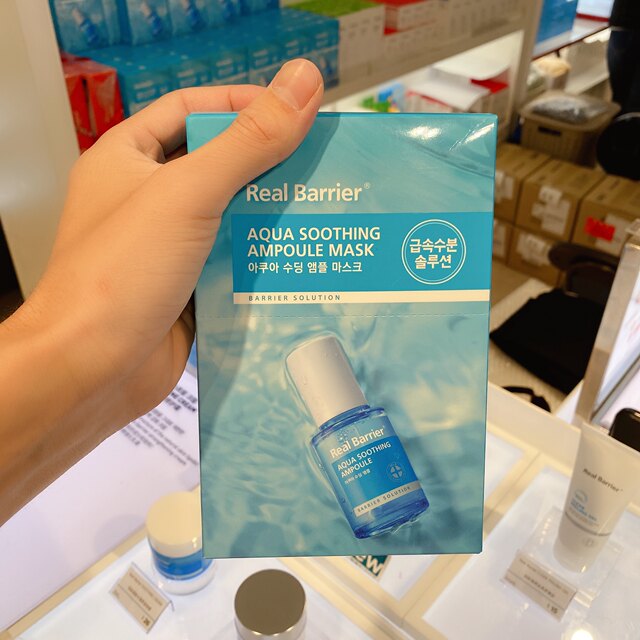 Real Barrier®
AQUA SOOTHING
AMPOULE MASK
아쿠아 수딩 앰플 마스크
급속수분
솔루션
BARRIER SOLUTION
Real Barrier
AQUA SOOTHING
AMPOULE
BARRIER SOLUTION
Real Barrier